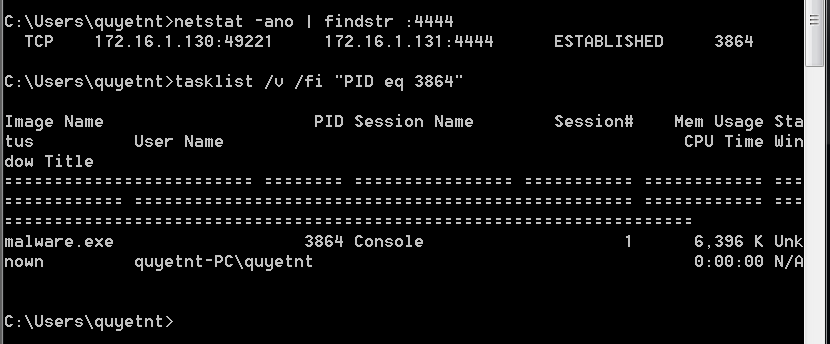 C:\Users\quyetnt>netstat -ano | findstr :4444
  TCP    172.16.1.130:49221     172.16.1.131:4444      ESTABLISHED     3864

C:\Users\quyetnt>tasklist /v /fi "PID eq 3864"

Image Name                     PID Session Name        Session#    Mem Usage Sta
tus          User Name                                              CPU Time Win
dow Title
========================= ======== ================ =========== ============ ===
============ ================================================== ============ ===
=====================================================================
malware.exe                   3864 Console                    1      6,396 K Unk
nown         quyetnt-PC\quyetnt                                      0:00:00 N/A

C:\Users\quyetnt>